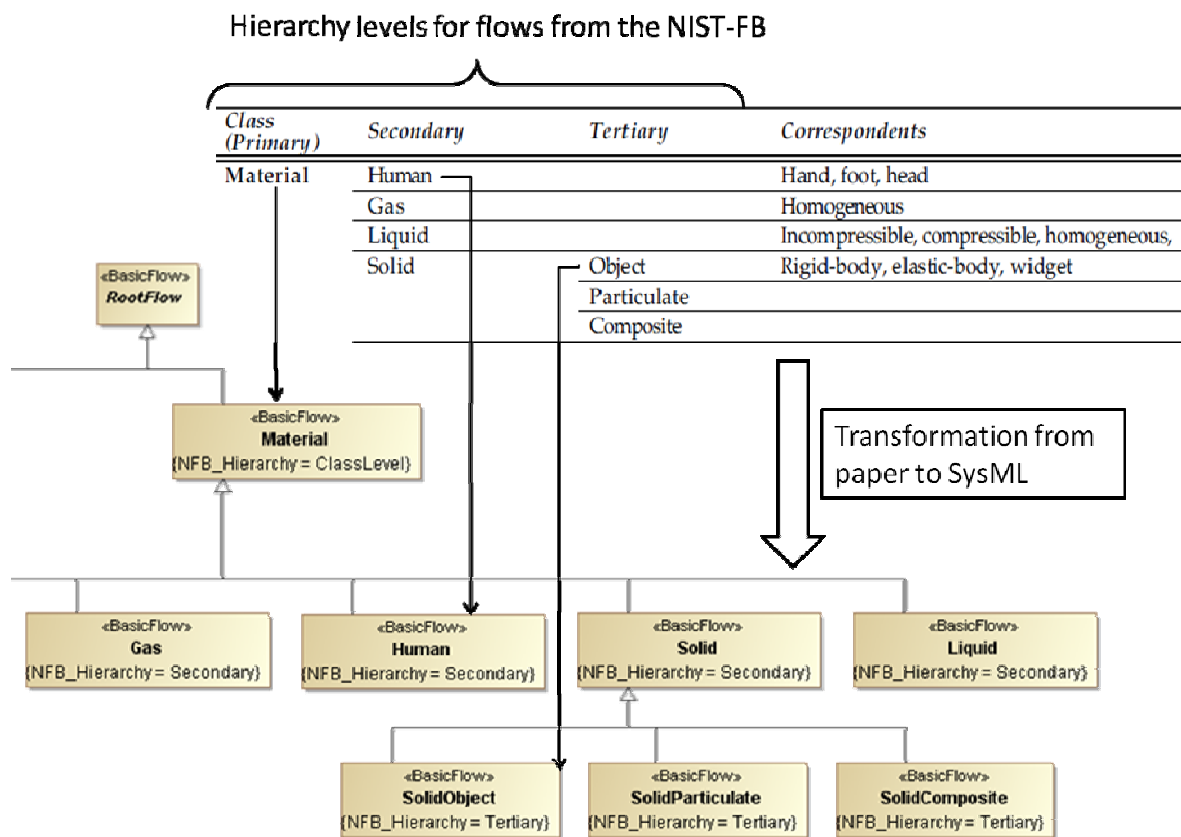 Hierarchy levels for flows from the NIST-FB
Class
(Primary)
Secondary
Tertiary
Correspondents
Material
Human
Hand, foot, head
Gas
Homogeneous
Liquid
Incompressible, compressible, homogeneous,
Solid
Object
Rigid-body, elastic-body, widget
Particulate
Composite
«BasicFlow»
RootFlow
«BasicFlow»
Material
{NFB_Hierarchy = ClassLevel}
Transformation from
paper to SysML
«BasicFlow»
Gas
{NFB_Hierarchy = Secondary}
«BasicFlow»
Human
{NFB_Hierarchy = Secondary}
«BasicFlow»
Solid
{NFB_Hierarchy = Secondary}
«BasicFlow»
Liquid
{NFB_Hierarchy = Secondary}
«BasicFlow»
SolidObject
{NFB_Hierarchy = Tertiary}
«BasicFlow»
SolidParticulate
{NFB_Hierarchy = Tertiary}
«BasicFlow»
SolidComposite
{NFB_Hierarchy = Tertiary}